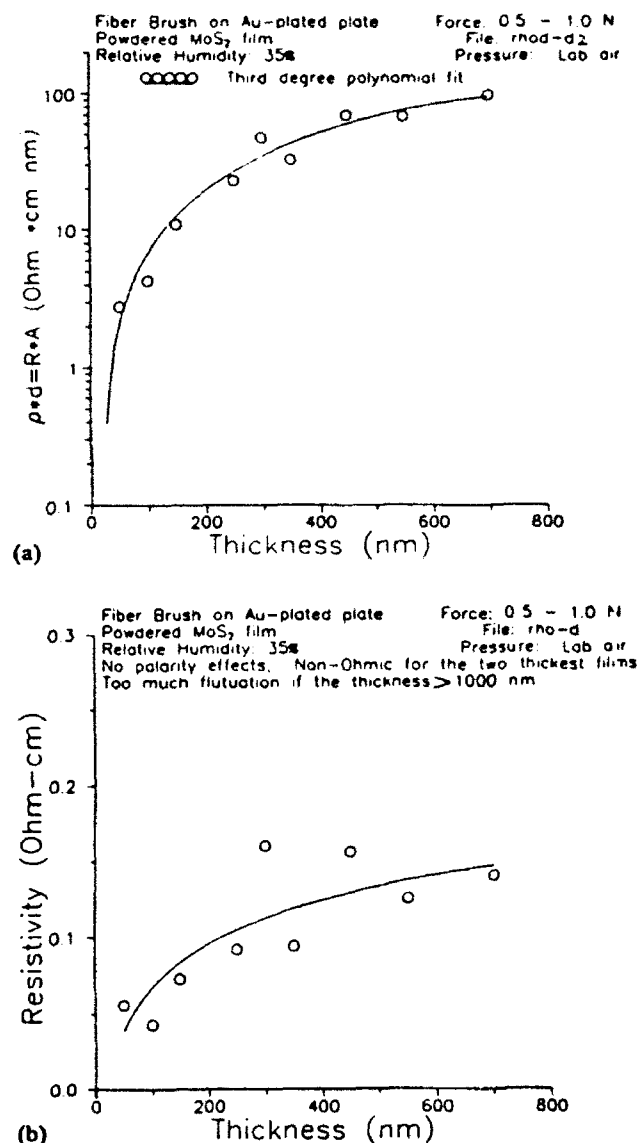 Fiber Brush on Au-plated plate Force: 0.5 - 1.0 N
Powdered MoS₂ film File: rhod-d2
Relative Humidity: 35% Pressure: Lab air
Third degree polynomial fit
100
10
1
0.1
ρ*d=R*A (Ohm *cm nm)
0 200 400 600 800
Thickness (nm)
(a)
Fiber Brush on Au-plated plate Force: 0.5 - 1.0 N
Powdered MoS₂ film File: rho-d
Relative Humidity: 35% Pressure: Lab air
No palarity effects. Non-Ohmic for the two thickest films
Too much flutuation if the thickness>1000 nm
0.3
0.2
0.1
0.0
Resistivity (Ohm-cm)
0 200 400 600 800
Thickness (nm)
(b)